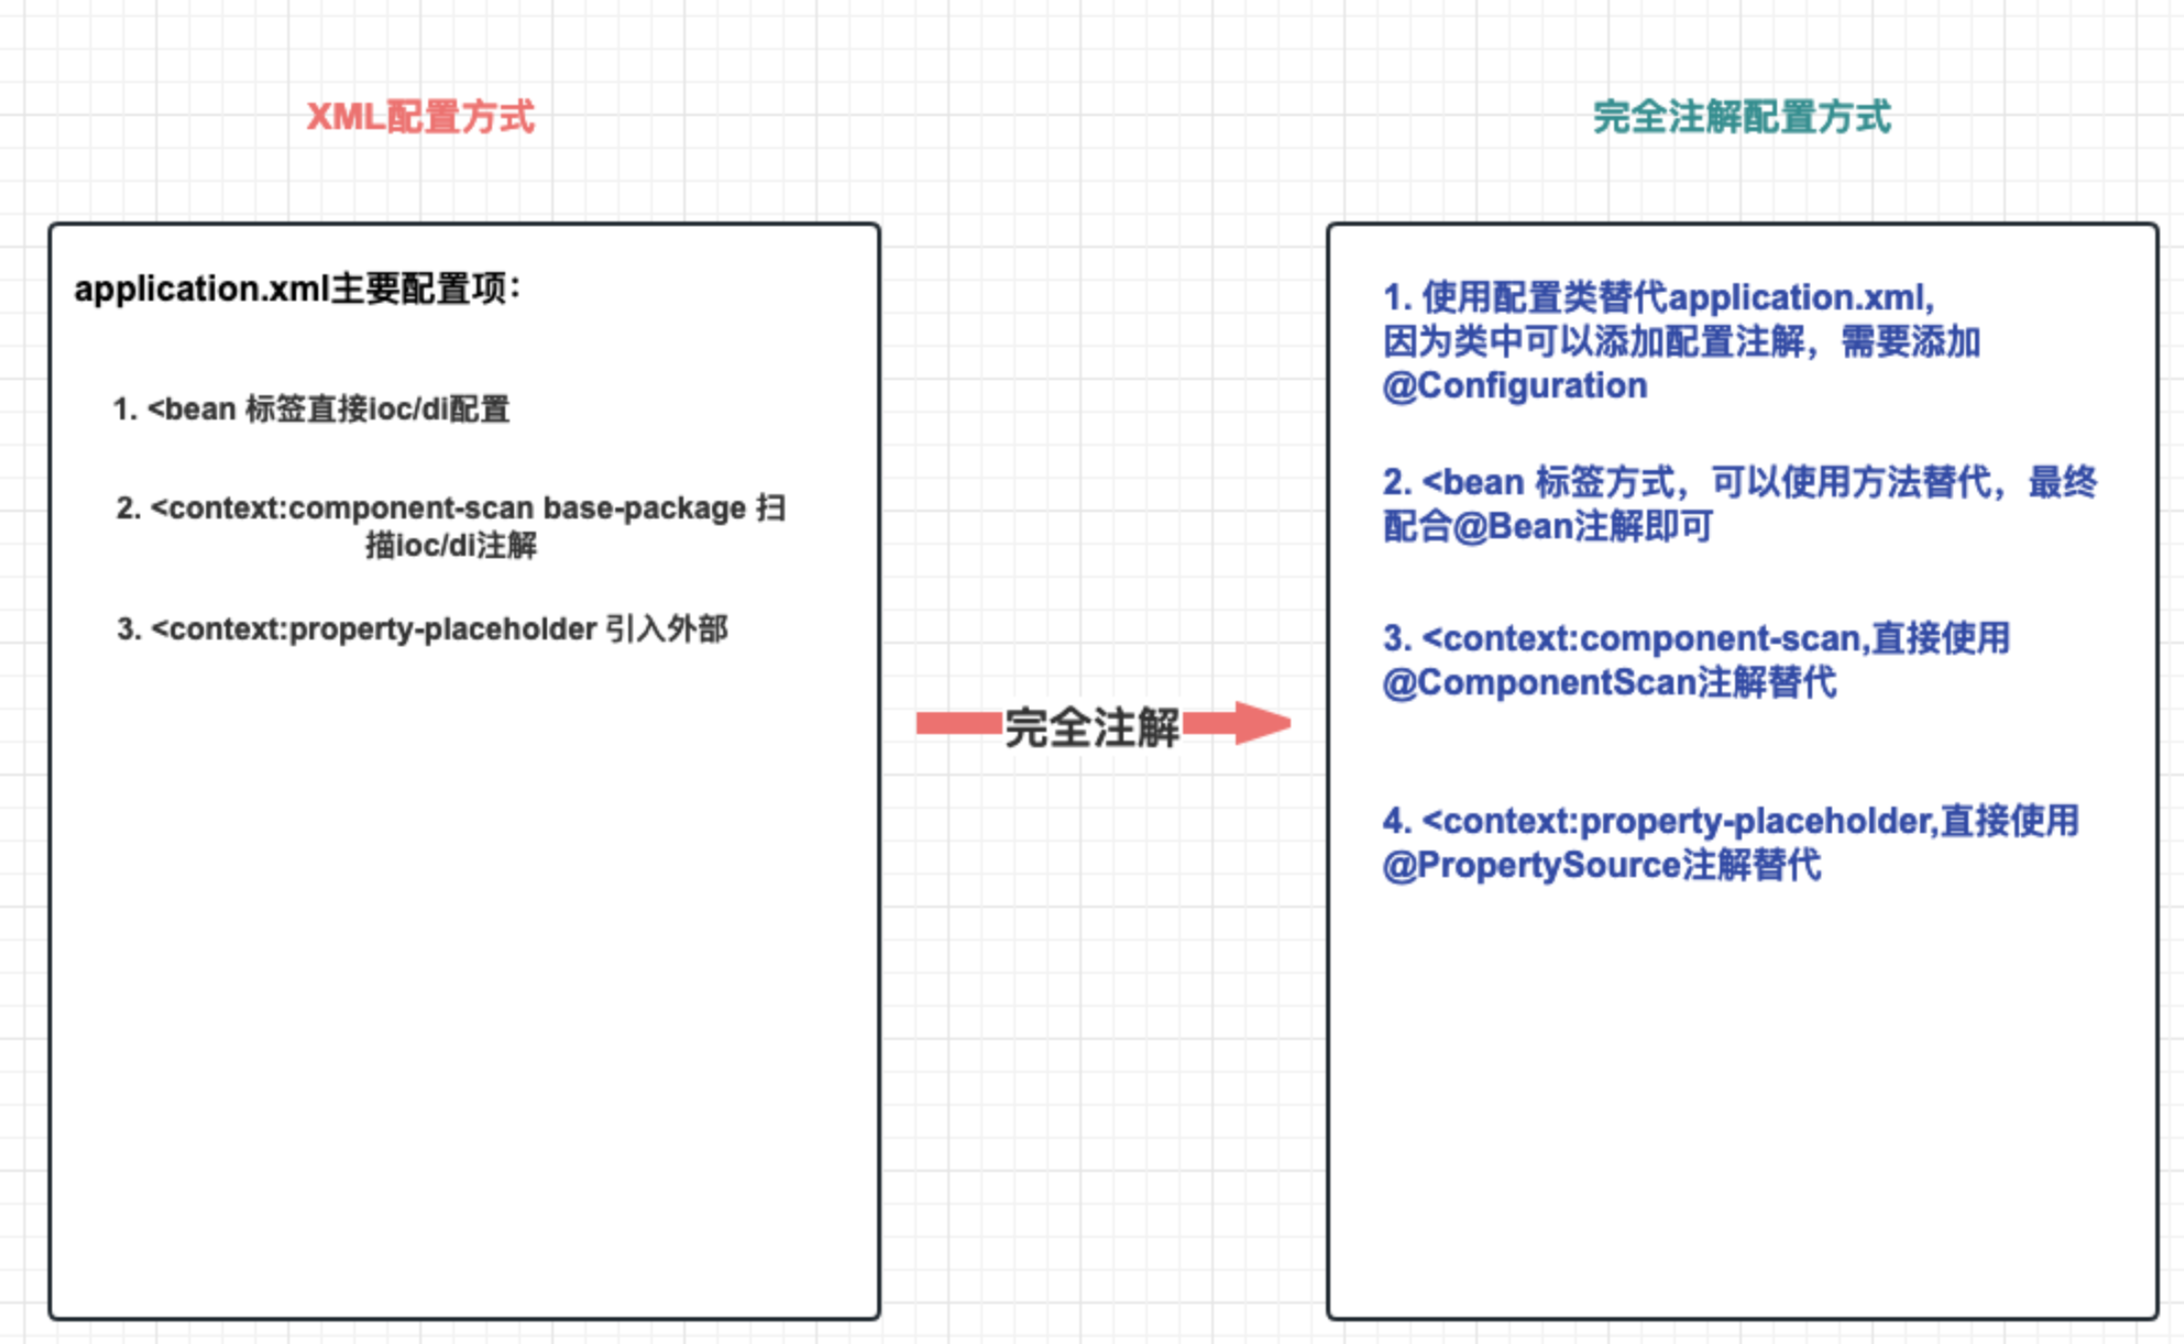 XML配置方式
完全注解配置方式
application.xml主要配置项：
1. <bean 标签直接ioc/di配置
2. <context:component-scan base-package 扫
描ioc/di注解
3. <context:property-placeholder 引入外部
完全注解
1. 使用配置类替代application.xml,
因为类中可以添加配置注解，需要添加
@Configuration
2. <bean 标签方式，可以使用方法替代，最终
配合@Bean注解即可
3. <context:component-scan,直接使用
@ComponentScan注解替代
4. <context:property-placeholder,直接使用
@PropertySource注解替代